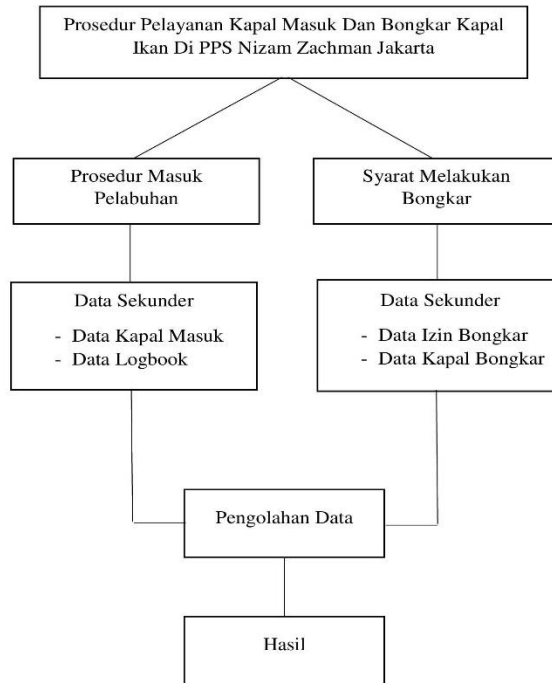 Prosedur Pelayanan Kapal Masuk Dan Bongkar Kapal
Ikan Di PPS Nizam Zachman Jakarta
Prosedur Masuk
Pelabuhan
Syarat Melakukan
Bongkar
Data Sekunder
- Data Kapal Masuk
- Data Logbook
Data Sekunder
- Data Izin Bongkar
- Data Kapal Bongkar
Pengolahan Data
Hasil